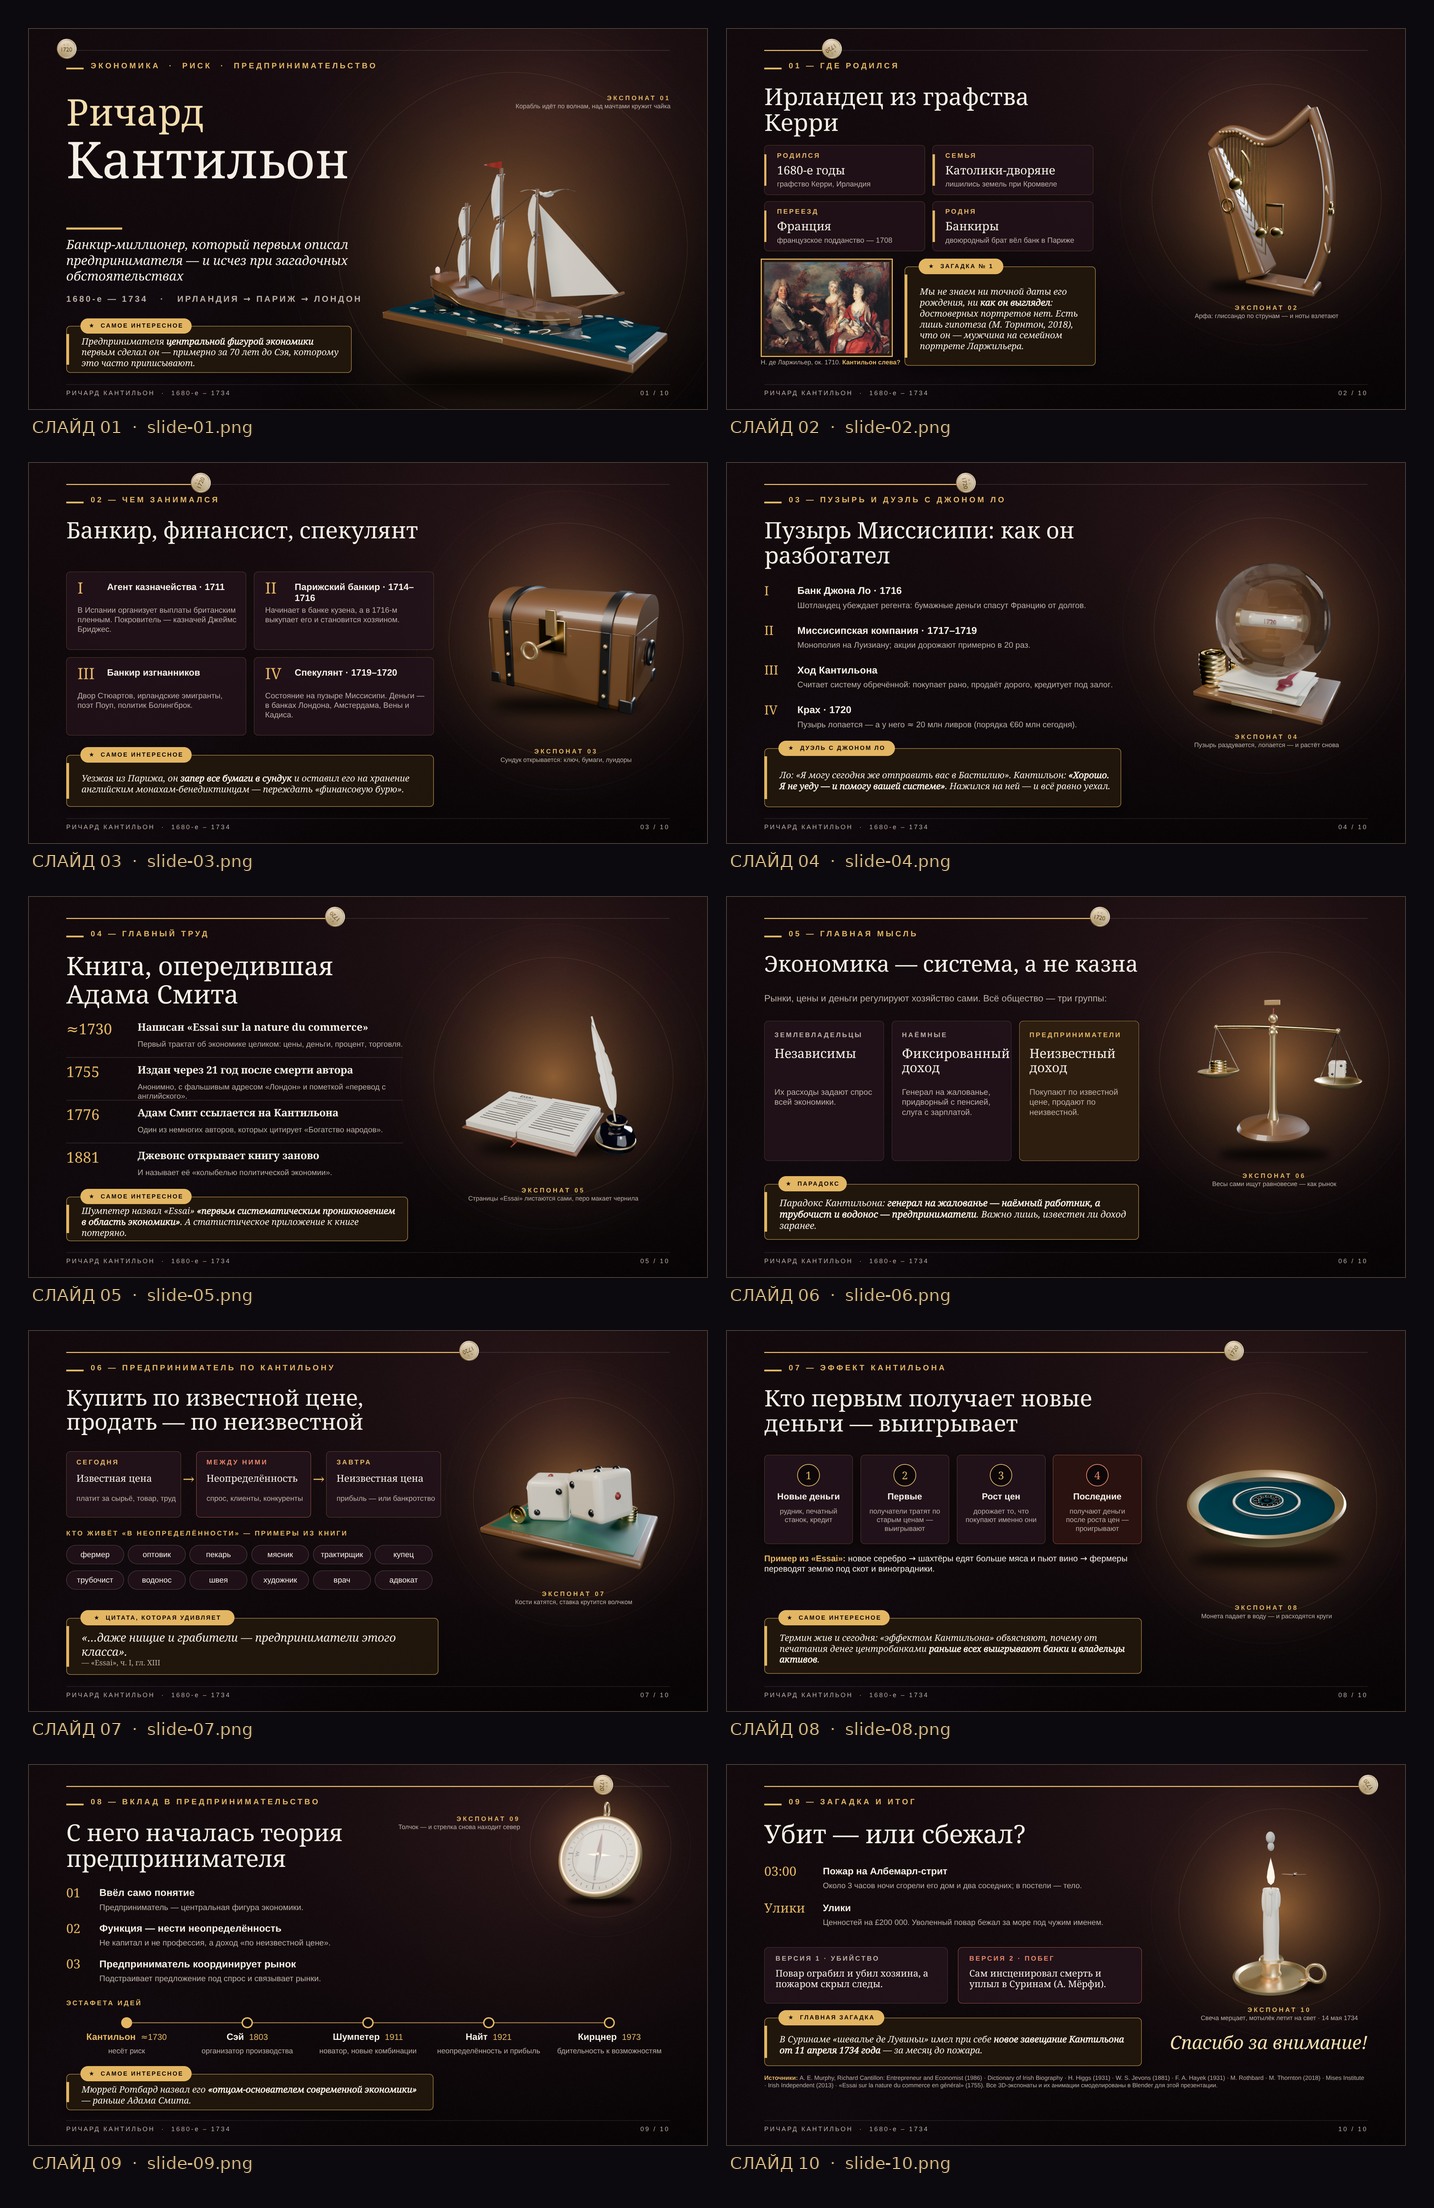 ЭКОНОМИКА · РИСК · ПРЕДПРИНИМАТЕЛЬСТВО
ЭКСПОНАТ 01
Корабль идёт по волнам, над мачтами кружит чайка
Ричард
Кантильон
Банкир-миллионер, который первым описал
предпринимателя — и исчез при загадочных
обстоятельствах
1680-е — 1734 · ИРЛАНДИЯ → ПАРИЖ → ЛОНДОН
★ САМОЕ ИНТЕРЕСНОЕ
Предпринимателя центральной фигурой экономики
первым сделал он — примерно за 70 лет до Сэя, которому
это часто приписывают.
РИЧАРД КАНТИЛЬОН · 1680-е – 1734
01 / 10
СЛАЙД 01 · slide-01.png
01 — ГДЕ РОДИЛСЯ
Ирландец из графства
Керри
РОДИЛСЯ
1680-е годы
графство Керри, Ирландия
СЕМЬЯ
Католики-дворяне
лишились земель при Кромвеле
ПЕРЕЕЗД
Франция
французское подданство — 1708
РОДНЯ
Банкиры
двоюродный брат вёл банк в Париже
Н. де Ларжильер, ок. 1710. Кантильон слева?
★ ЗАГАДКА № 1
Мы не знаем ни точной даты его
рождения, ни как он выглядел:
достоверных портретов нет. Есть
лишь гипотеза (М. Торнтон, 2018),
что он — мужчина на семейном
портрете Ларжильера.
ЭКСПОНАТ 02
Арфа: глиссандо по струнам — и ноты взлетают
РИЧАРД КАНТИЛЬОН · 1680-е – 1734
02 / 10
СЛАЙД 02 · slide-02.png
02 — ЧЕМ ЗАНИМАЛСЯ
Банкир, финансист, спекулянт
I Агент казначейства · 1711
В Испании организует выплаты британским
пленным. Покровитель — казначей Джеймс
Бриджес.
II Парижский банкир · 1714–
1716
Начинает в банке кузена, а в 1716-м
выкупает его и становится хозяином.
III Банкир изгнанников
Двор Стюартов, ирландские эмигранты,
поэт Поуп, политик Болингброк.
IV Спекулянт · 1719–1720
Состояние на пузыре Миссисипи. Деньги —
в банках Лондона, Амстердама, Вены и
Кадиса.
★ САМОЕ ИНТЕРЕСНОЕ
Уезжая из Парижа, он запер все бумаги в сундук и оставил его на хранение
английским монахам-бенедиктинцам — переждать «финансовую бурю».
ЭКСПОНАТ 03
Сундук открывается: ключ, бумаги, луидоры
РИЧАРД КАНТИЛЬОН · 1680-е – 1734
03 / 10
СЛАЙД 03 · slide-03.png
03 — ПУЗЫРЬ И ДУЭЛЬ С ДЖОНОМ ЛО
Пузырь Миссисипи: как он
разбогател
I Банк Джона Ло · 1716
Шотландец убеждает регента: бумажные деньги спасут Францию от долгов.
II Миссисипская компания · 1717–1719
Монополия на Луизиану; акции дорожают примерно в 20 раз.
III Ход Кантильона
Считает систему обречённой: покупает рано, продаёт дорого, кредитует под залог.
IV Крах · 1720
Пузырь лопается — а у него ≈ 20 млн ливров (порядка €60 млн сегодня).
★ ДУЭЛЬ С ДЖОНОМ ЛО
Ло: «Я могу сегодня же отправить вас в Бастилию». Кантильон: «Хорошо.
Я не уеду — и помогу вашей системе». Нажился на ней — и всё равно уехал.
ЭКСПОНАТ 04
Пузырь раздувается, лопается — и растёт снова
РИЧАРД КАНТИЛЬОН · 1680-е – 1734
04 / 10
СЛАЙД 04 · slide-04.png
04 — ГЛАВНЫЙ ТРУД
Книга, опередившая
Адама Смита
≈1730 Написан «Essai sur la nature du commerce»
Первый трактат об экономике целиком: цены, деньги, процент, торговля.
1755 Издан через 21 год после смерти автора
Анонимно, с фальшивым адресом «Лондон» и пометкой «перевод с
английского».
1776 Адам Смит ссылается на Кантильона
Один из немногих авторов, которых цитирует «Богатство народов».
1881 Джевонс открывает книгу заново
И называет её «колыбелью политической экономии».
★ САМОЕ ИНТЕРЕСНОЕ
Шумпетер назвал «Essai» «первым систематическим проникновением
в область экономики». А статистическое приложение к книге
потеряно.
ЭКСПОНАТ 05
Страницы «Essai» листаются сами, перо макает чернила
РИЧАРД КАНТИЛЬОН · 1680-е – 1734
05 / 10
СЛАЙД 05 · slide-05.png
05 — ГЛАВНАЯ МЫСЛЬ
Экономика — система, а не казна
Рынки, цены и деньги регулируют хозяйство сами. Всё общество — три группы:
ЗЕМЛЕВЛАДЕЛЬЦЫ
Независимы
Их расходы задают спрос
всей экономики.
НАЁМНЫЕ
Фиксированный
доход
Генерал на жалованье,
придворный с пенсией,
слуга с зарплатой.
ПРЕДПРИНИМАТЕЛИ
Неизвестный
доход
Покупают по известной
цене, продают по
неизвестной.
★ ПАРАДОКС
Парадокс Кантильона: генерал на жалованье — наёмный работник, а
трубочист и водонос — предприниматели. Важно лишь, известен ли доход
заранее.
ЭКСПОНАТ 06
Весы сами ищут равновесие — как рынок
РИЧАРД КАНТИЛЬОН · 1680-е – 1734
06 / 10
СЛАЙД 06 · slide-06.png
06 — ПРЕДПРИНИМАТЕЛЬ ПО КАНТИЛЬОНУ
Купить по известной цене,
продать — по неизвестной
СЕГОДНЯ
Известная цена
платит за сырьё, товар, труд
→
МЕЖДУ НИМИ
Неопределённость
спрос, клиенты, конкуренты
→
ЗАВТРА
Неизвестная цена
прибыль — или банкротство
КТО ЖИВЁТ «В НЕОПРЕДЕЛЁННОСТИ» — ПРИМЕРЫ ИЗ КНИГИ
фермер оптовик пекарь мясник трактирщик купец
трубочист водонос швея художник врач адвокат
★ ЦИТАТА, КОТОРАЯ УДИВЛЯЕТ
«...даже нищие и грабители — предприниматели этого
класса».
— «Essai», ч. I, гл. XIII
ЭКСПОНАТ 07
Кости катятся, ставка крутится волчком
РИЧАРД КАНТИЛЬОН · 1680-е – 1734
07 / 10
СЛАЙД 07 · slide-07.png
07 — ЭФФЕКТ КАНТИЛЬОНА
Кто первым получает новые
деньги — выигрывает
1
Новые деньги
рудник, печатный
станок, кредит
2
Первые
получатели тратят по
старым ценам —
выигрывают
3
Рост цен
дорожает то, что
покупают именно они
4
Последние
получают деньги
после роста цен —
проигрывают
Пример из «Essai»: новое серебро → шахтёры едят больше мяса и пьют вино → фермеры
переводят землю под скот и виноградники.
★ САМОЕ ИНТЕРЕСНОЕ
Термин жив и сегодня: «эффектом Кантильона» объясняют, почему от
печатания денег центробанками раньше всех выигрывают банки и владельцы
активов.
ЭКСПОНАТ 08
Монета падает в воду — и расходятся круги
РИЧАРД КАНТИЛЬОН · 1680-е – 1734
08 / 10
СЛАЙД 08 · slide-08.png
08 — ВКЛАД В ПРЕДПРИНИМАТЕЛЬСТВО
ЭКСПОНАТ 09
Толчок — и стрелка снова находит север
С него началась теория
предпринимателя
01 Ввёл само понятие
Предприниматель — центральная фигура экономики.
02 Функция — нести неопределённость
Не капитал и не профессия, а доход «по неизвестной цене».
03 Предприниматель координирует рынок
Подстраивает предложение под спрос и связывает рынки.
ЭСТАФЕТА ИДЕЙ
Кантильон ≈1730 Сэй 1803 Шумпетер 1911 Найт 1921 Кирцнер 1973
несёт риск организатор производства новатор, новые комбинации неопределённость и прибыль бдительность к возможностям
★ САМОЕ ИНТЕРЕСНОЕ
Мюррей Ротбард назвал его «отцом-основателем современной экономики»
— раньше Адама Смита.
РИЧАРД КАНТИЛЬОН · 1680-е – 1734
09 / 10
СЛАЙД 09 · slide-09.png
09 — ЗАГАДКА И ИТОГ
Убит — или сбежал?
03:00 Пожар на Албемарл-стрит
Около 3 часов ночи сгорели его дом и два соседних; в постели — тело.
Улики Улики
Ценностей на £200 000. Уволенный повар бежал за море под чужим именем.
ВЕРСИЯ 1 · УБИЙСТВО
Повар ограбил и убил хозяина, а
пожаром скрыл следы.
ВЕРСИЯ 2 · ПОБЕГ
Сам инсценировал смерть и
уплыл в Суринам (А. Мёрфи).
★ ГЛАВНАЯ ЗАГАДКА
В Суринаме «шевалье де Лувиньи» имел при себе новое завещание Кантильона
от 11 апреля 1734 года — за месяц до пожара.
ЭКСПОНАТ 10
Свеча мерцает, мотылёк летит на свет · 14 мая 1734
Спасибо за внимание!
Источники: A. E. Murphy, Richard Cantillon: Entrepreneur and Economist (1986) · Dictionary of Irish Biography · H. Higgs (1931) · W. S. Jevons (1881) · F. A. Hayek (1931) · M. Rothbard · M. Thornton (2018) · Mises Institute
· Irish Independent (2013) · «Essai sur la nature du commerce en général» (1755). Все 3D-экспонаты и их анимации смоделированы в Blender для этой презентации.
РИЧАРД КАНТИЛЬОН · 1680-е – 1734
10 / 10
СЛАЙД 10 · slide-10.png